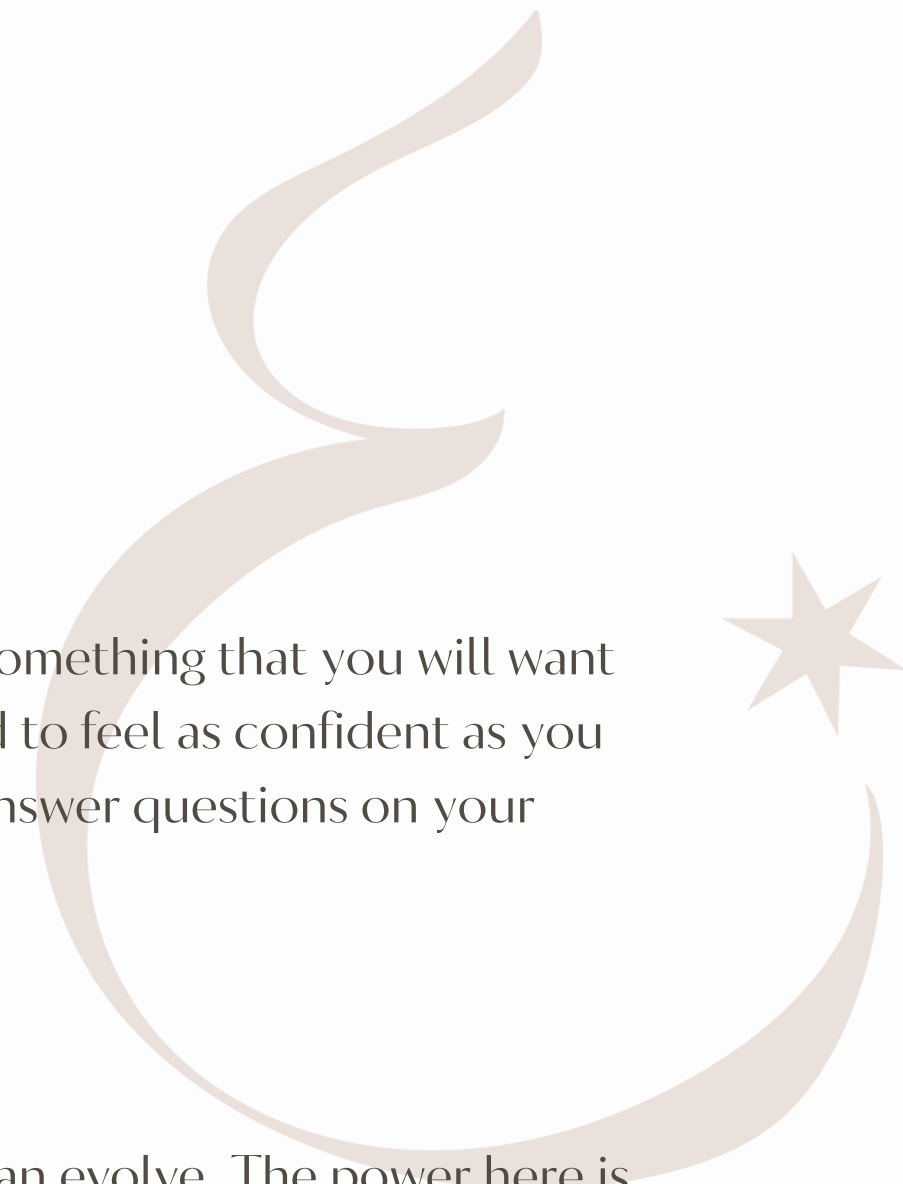 omething that you will want
d to feel as confident as you
nswer questions on your
an evolve. The power here is